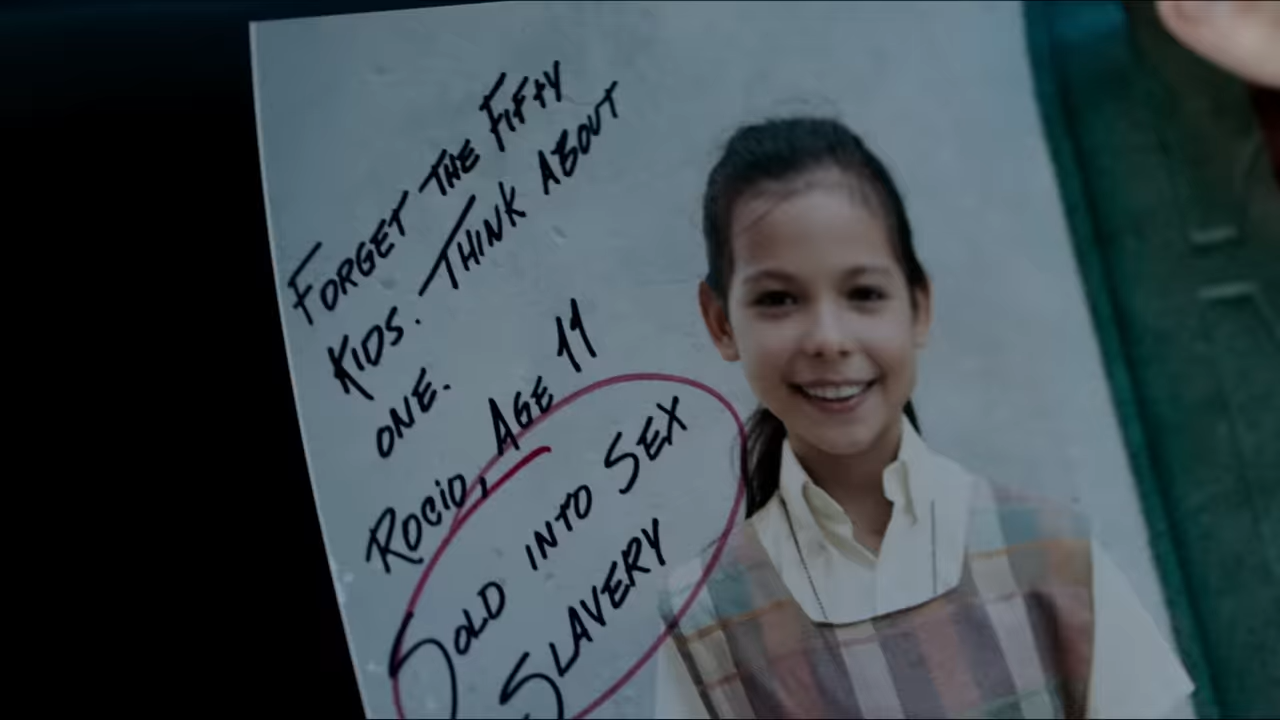 FORGET THE FIFTY
KIDS. THINK ABOUT
ONE.
ROCIO, AGE 11
SOLD INTO SEX
SLAVERY